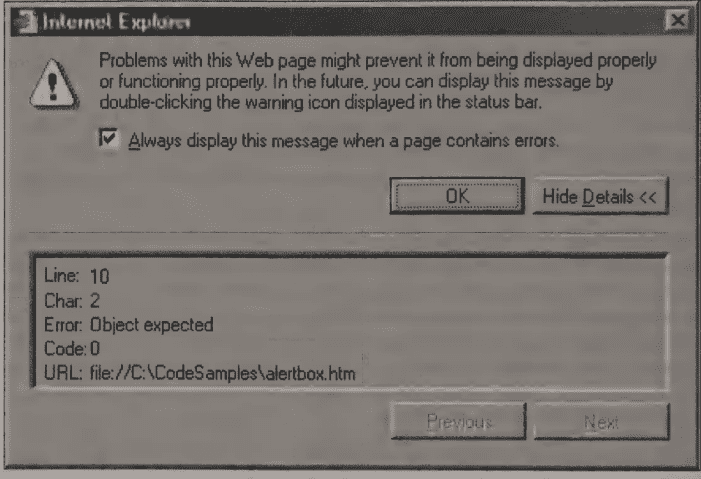 Internet Explorer
Problems with this Web page might prevent it from being displayed properly
or functioning properly. In the future, you can display this message by
double-clicking the warning icon displayed in the status bar.
Always display this message when a page contains errors.
OK
Hide Details <<
Line: 10
Char: 2
Error: Object expected
Code: 0
URL: file://C:\CodeSamples\alertbox.htm
Previous
Next